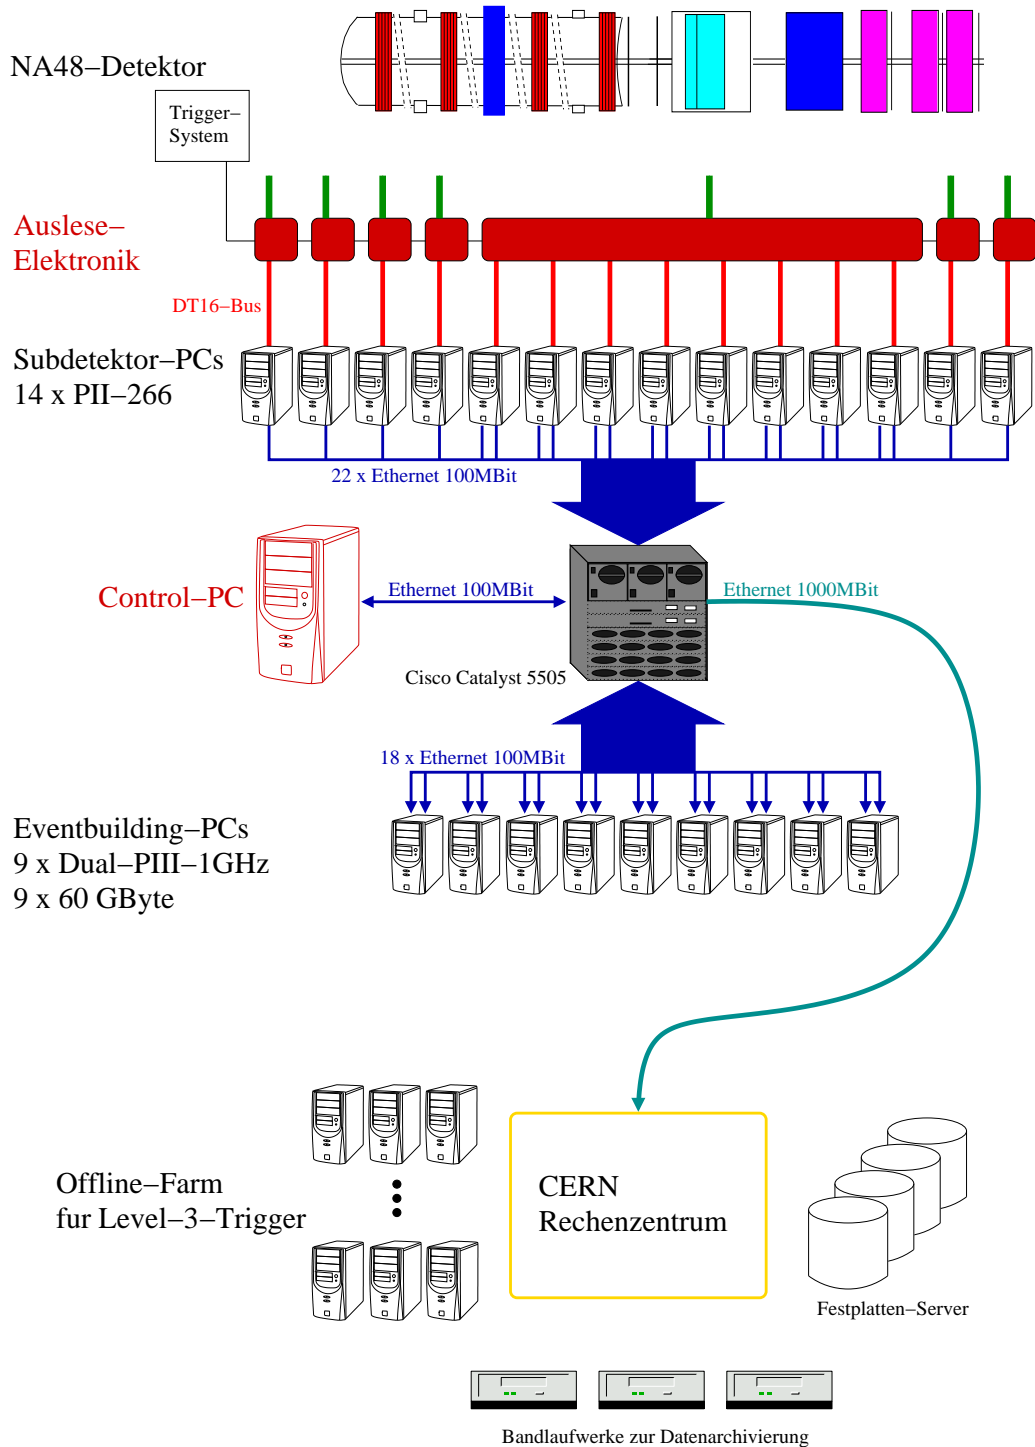 NA48–Detektor
Trigger–
System
Auslese–
Elektronik
DT16–Bus
Subdetektor–PCs
14 x PII–266
22 x Ethernet 100MBit
Control–PC
Ethernet 100MBit
Ethernet 1000MBit
Cisco Catalyst 5505
18 x Ethernet 100MBit
Eventbuilding–PCs
9 x Dual–PIII–1GHz
9 x 60 GByte
Offline–Farm
fur Level–3–Trigger
CERN
Rechenzentrum
Festplatten–Server
Bandlaufwerke zur Datenarchivierung